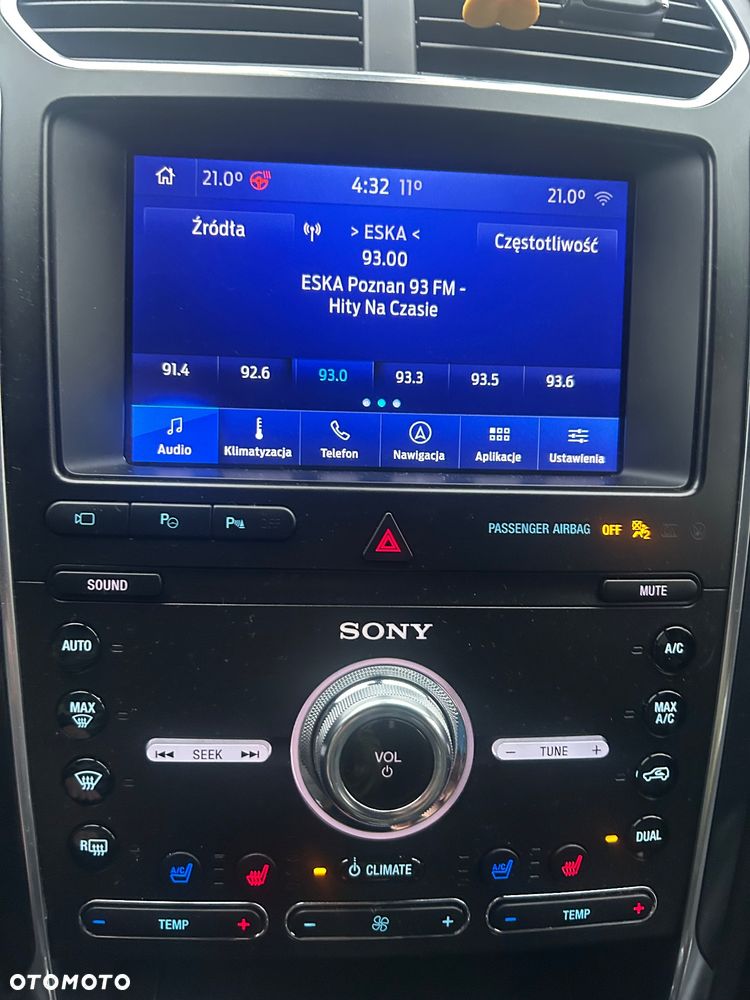 21.0° 4:32 11° 21.0°
Źródła > ESKA < Częstotliwość
93.00
ESKA Poznan 93 FM -
Hity Na Czasie
91.4 92.6 93.0 93.3 93.5 93.6
Audio Klimatyzacja Telefon Nawigacja Aplikacje Ustawienia
P P OFF PASSENGER AIRBAG OFF 2
SOUND MUTE
SONY
AUTO A/C
MAX MAX A/C
SEEK VOL − TUNE +
R DUAL
A/C CLIMATE A/C
− TEMP + − + − TEMP +
OTOMOTO